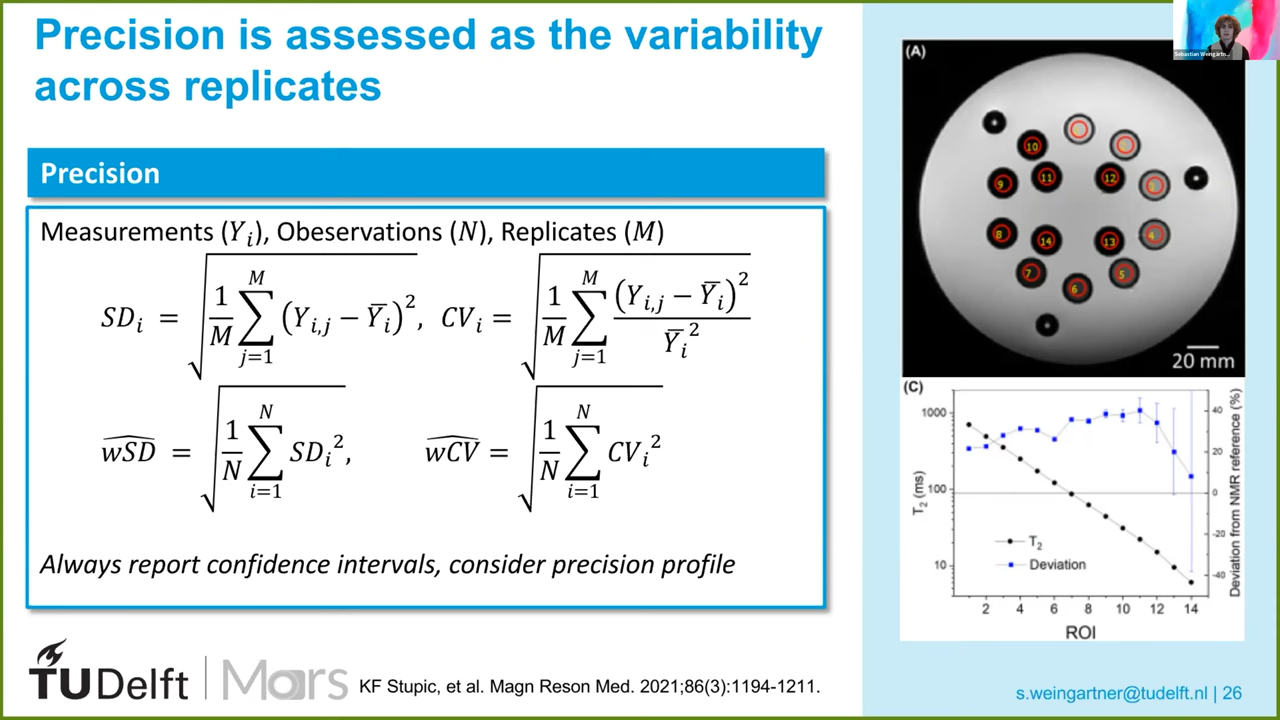 Precision is assessed as the variability
across replicates
Precision
Measurements (Y_i), Obeservations (N), Replicates (M)
SD_i = √(1/M ∑_{j=1}^{M} (Y_{i,j} − Ȳ_i)²), CV_i = √(1/M ∑_{j=1}^{M} (Y_{i,j} − Ȳ_i)² / Ȳ_i²)
wSD̂ = √(1/N ∑_{i=1}^{N} SD_i²), wCV̂ = √(1/N ∑_{i=1}^{N} CV_i²)
Always report confidence intervals, consider precision profile
TU Delft
Mars
KF Stupic, et al. Magn Reson Med. 2021;86(3):1194-1211.
Sebastian Weingärtn...
(A)
10
11
12
3
9
8
14
13
4
7
6
5
20 mm
(C)
1000
100
10
T₂ (ms)
T₂
Deviation
40
20
0
-20
-40
Deviation from NMR reference (%)
2 4 6 8 10 12 14
ROI
s.weingartner@tudelft.nl | 26